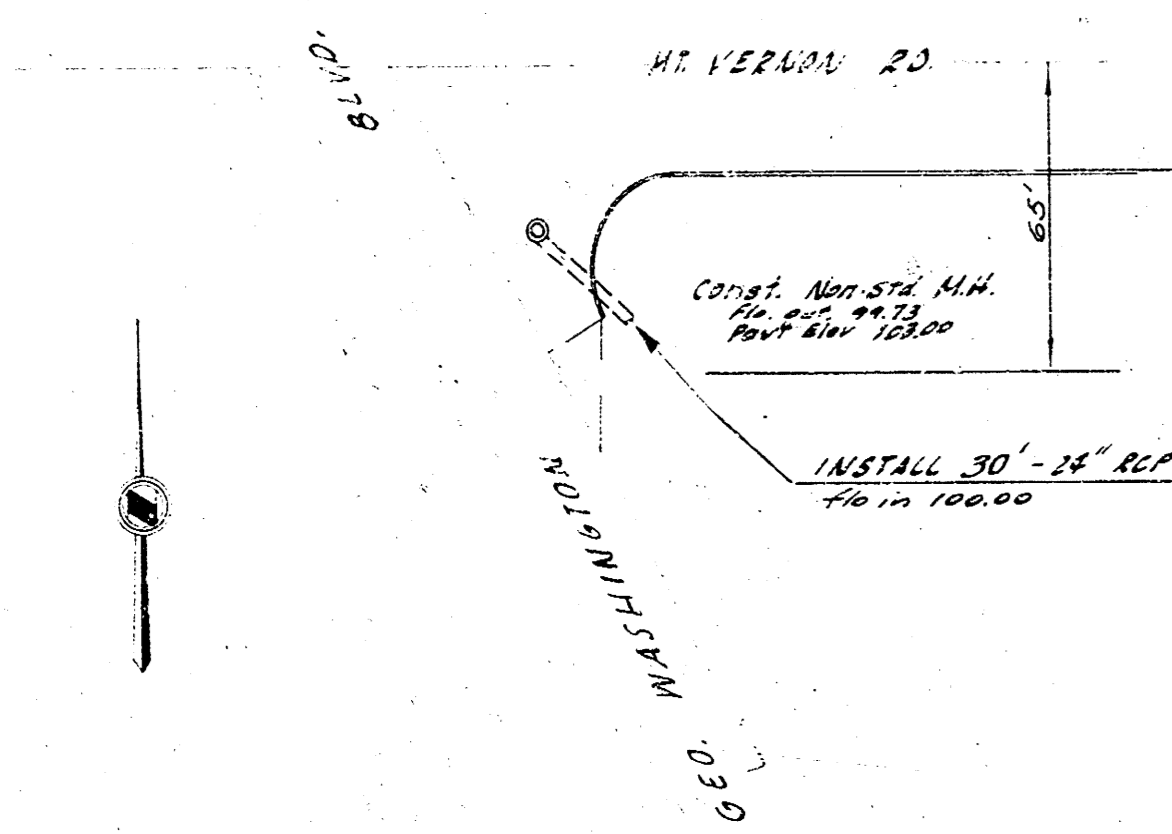 MT. VERNON RD.
BLVD.
65'
Const. Non-Std. M.H.
Flo. out 99.73
Pav't Elev 103.00
INSTALL 30' - 24" RCP
flo in 100.00
GEO. WASHINGTON